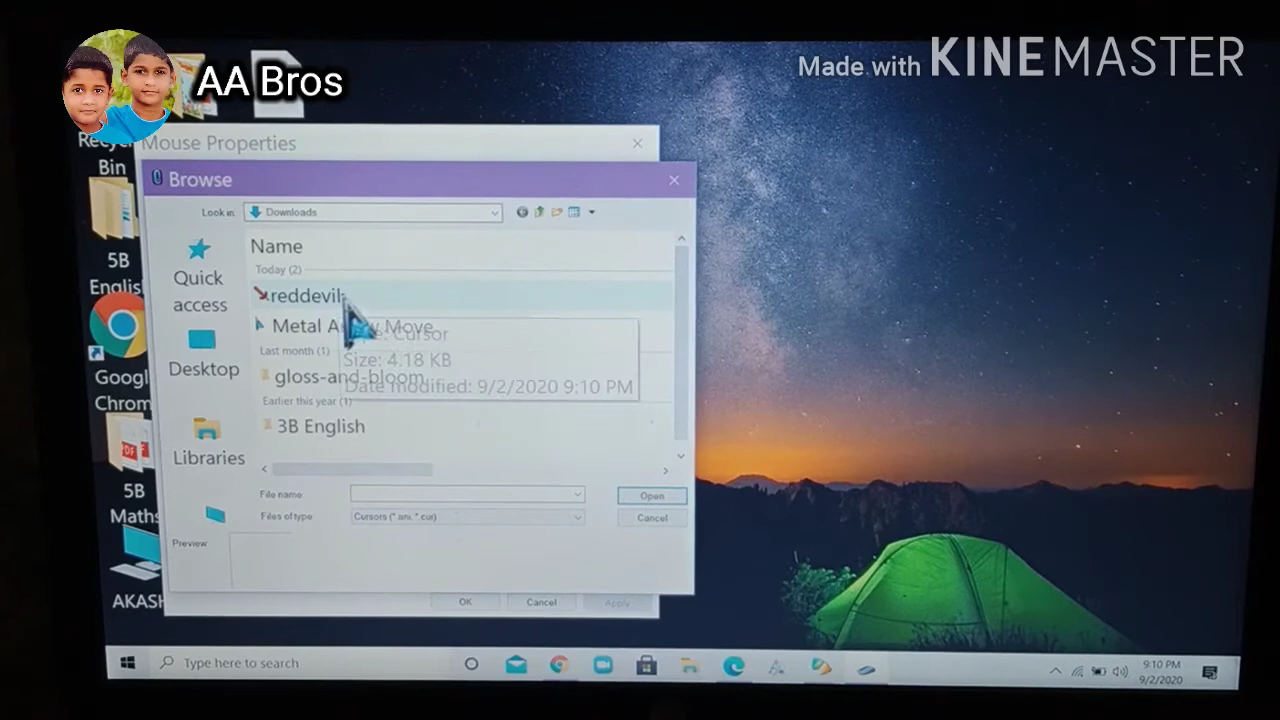 AA Bros
Made with KINEMASTER
Recycle
Bin
Mouse Properties
Browse
Look in:
Downloads
Name
Today (2)
reddevil
Metal Arrow Move
Type: Cursor
Size: 4.18 KB
Date modified: 9/2/2020 9:10 PM
Last month (1)
gloss-and-bloom
Earlier this year (1)
3B English
Quick
access
Desktop
Libraries
File name:
Files of type:
Cursors (*.ani, *.cur)
Open
Cancel
Preview
OK
Cancel
Apply
5B
English
Google
Chrom
5B
Maths
AKASH
Type here to search
9:10 PM
9/2/2020